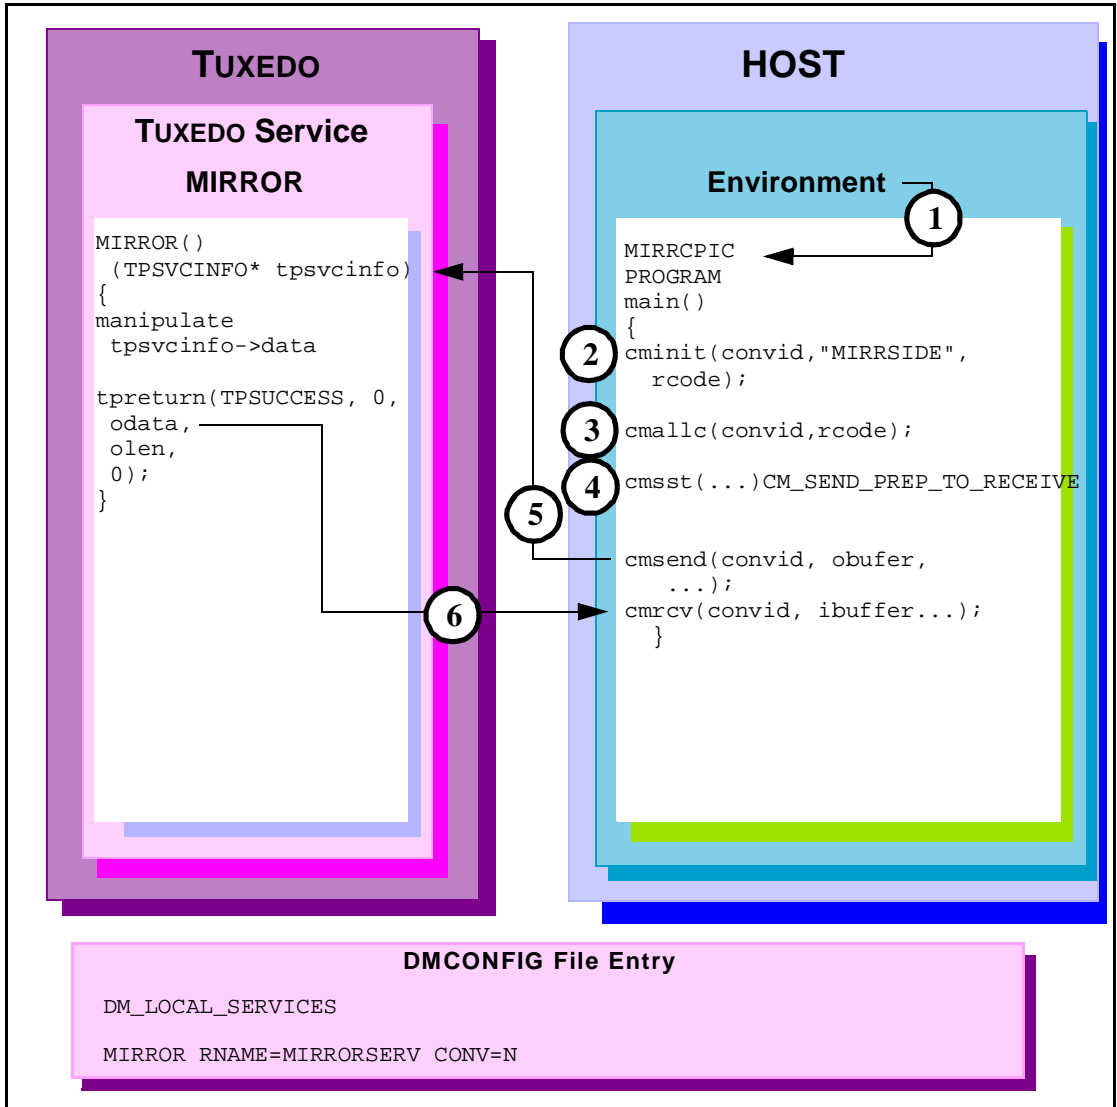 TUXEDO
TUXEDO Service
MIRROR
MIRROR()
(TPSVCINFO* tpsvcinfo)
{
manipulate
tpsvcinfo->data
tpreturn(TPSUCCESS, 0,
odata,
olen,
0);
}
HOST
Environment
1
MIRRCPIC
PROGRAM
main()
{
2
cminit(convid,"MIRRSIDE",
rcode);
3
cmallc(convid,rcode);
4
cmsst(...)CM_SEND_PREP_TO_RECEIVE
5
cmsend(convid, obufer,
...);
6
cmrcv(convid, ibuffer...);
}
DMCONFIG File Entry
DM_LOCAL_SERVICES
MIRROR RNAME=MIRRORSERV CONV=N